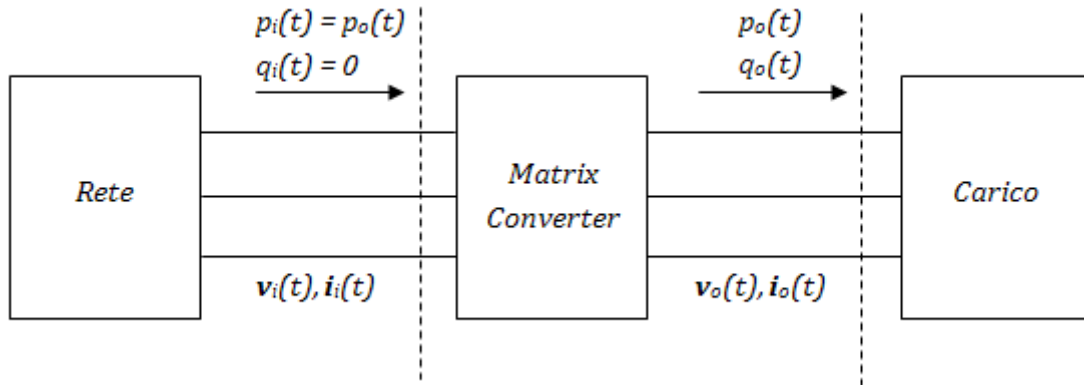 pᵢ(t) = pₒ(t)
qᵢ(t) = 0
pₒ(t)
qₒ(t)
Rete
Matrix
Converter
Carico
vᵢ(t), iᵢ(t)
vₒ(t), iₒ(t)